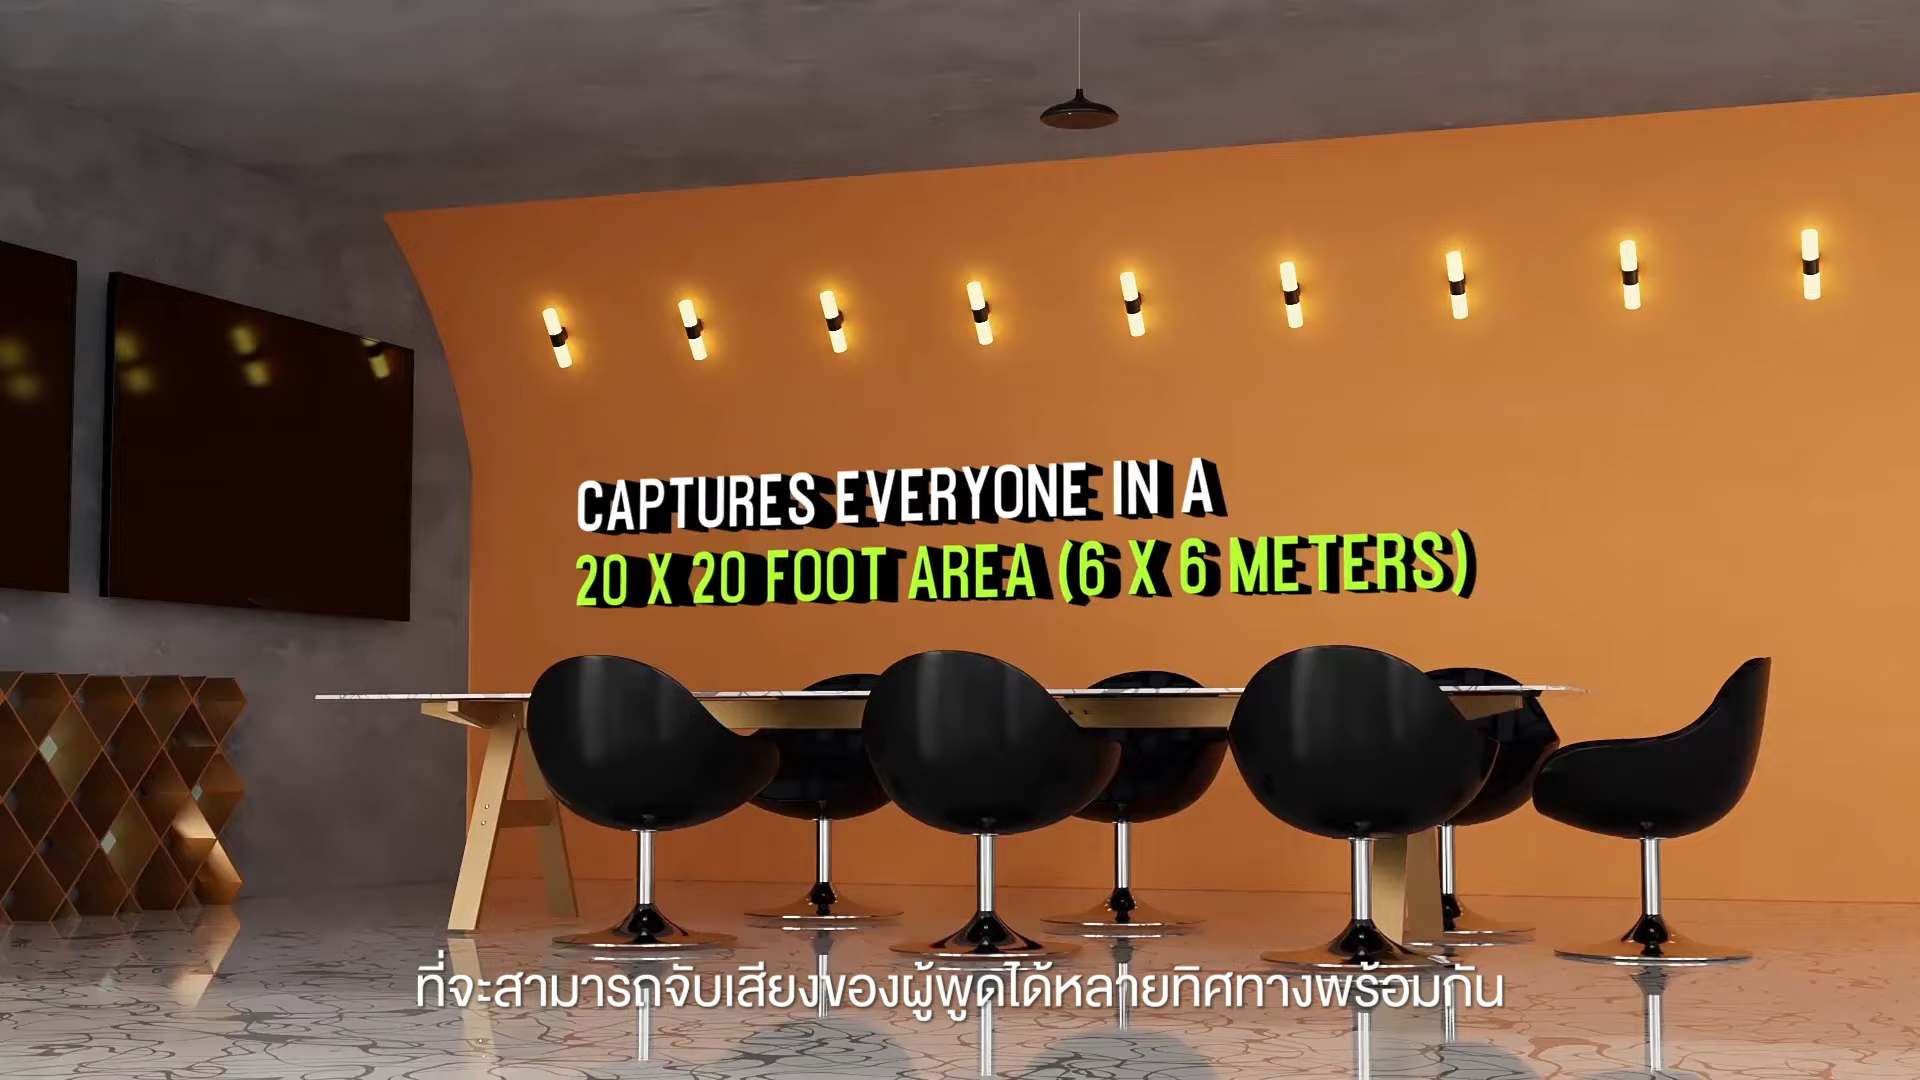 CAPTURES EVERYONE IN A
20 X 20 FOOT AREA (6 X 6 METERS)
ที่จะสามารถจับเสียงของผู้พูดได้หลายทิศทางพร้อมกัน